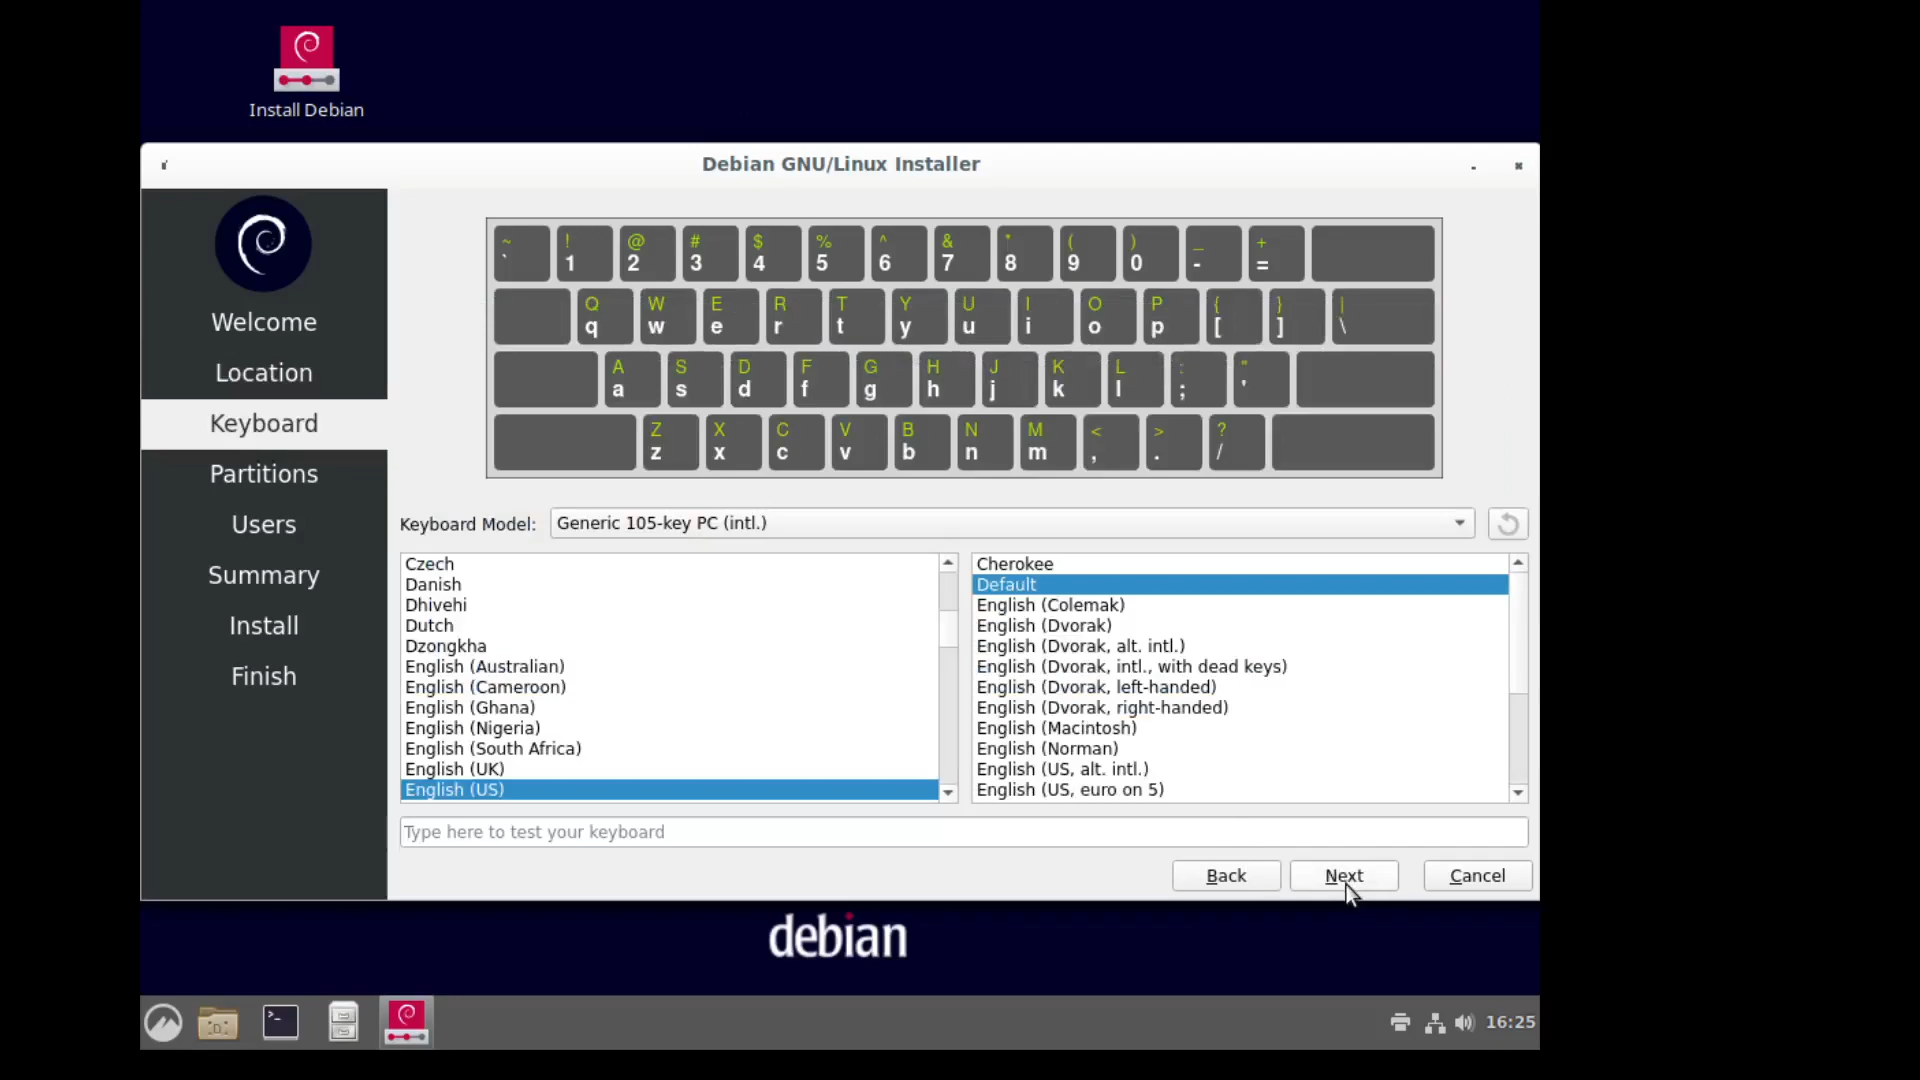 Install Debian
Debian GNU/Linux Installer
Welcome
Location
Keyboard
Partitions
Users
Summary
Install
Finish
~ ! @ # $ % ^ & * ( ) _ +
` 1 2 3 4 5 6 7 8 9 0 - =
Q W E R T Y U I O P { } |
q w e r t y u i o p [ ] \
A S D F G H J K L : "
a s d f g h j k l ; '
Z X C V B N M < > ?
z x c v b n m , . /
Keyboard Model: Generic 105-key PC (intl.)
Czech
Danish
Dhivehi
Dutch
Dzongkha
English (Australian)
English (Cameroon)
English (Ghana)
English (Nigeria)
English (South Africa)
English (UK)
English (US)
Cherokee
Default
English (Colemak)
English (Dvorak)
English (Dvorak, alt. intl.)
English (Dvorak, intl., with dead keys)
English (Dvorak, left-handed)
English (Dvorak, right-handed)
English (Macintosh)
English (Norman)
English (US, alt. intl.)
English (US, euro on 5)
Type here to test your keyboard
Back Next Cancel
debian
16:25